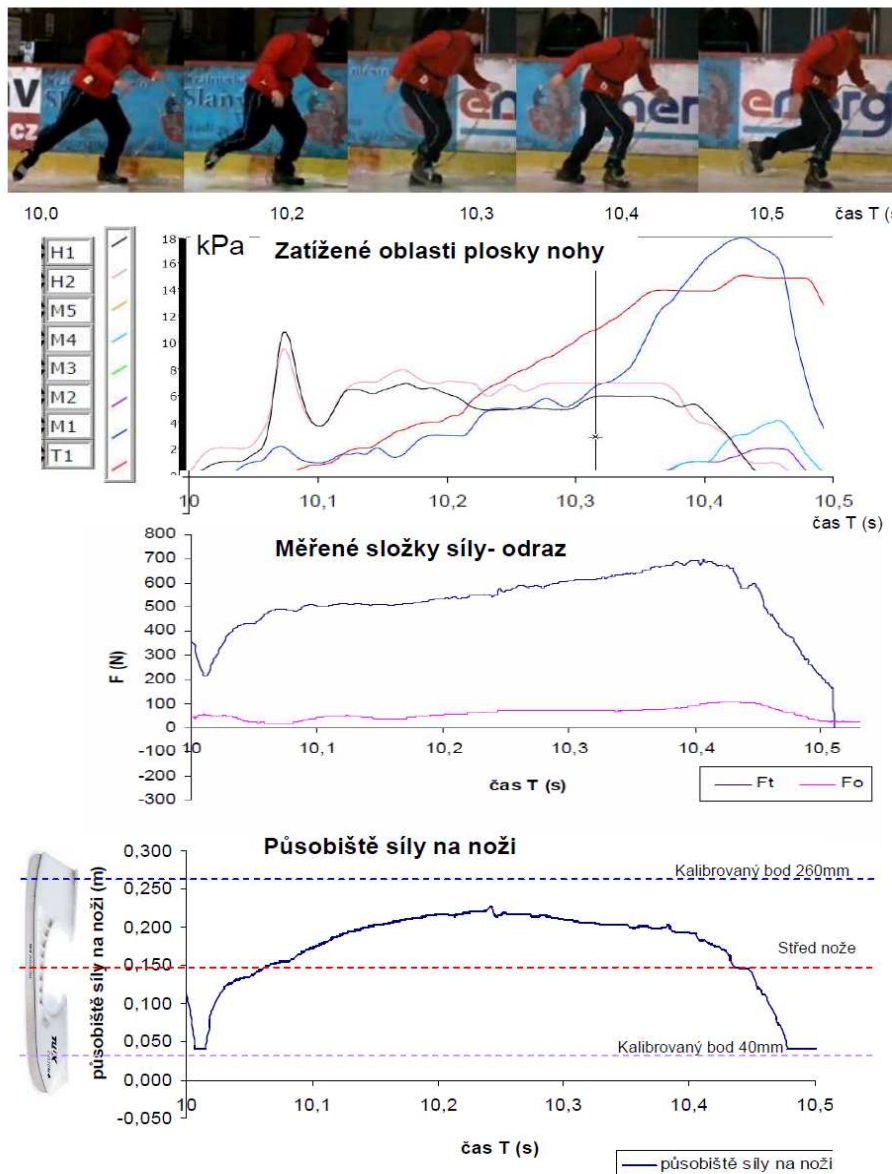 Slaný
ener
energ
cz
10,0 10,2 10,3 10,4 10,5 čas T (s
kPa Zatížené oblasti plosky nohy
H1
H2
M5
M4
M3
M2
M1
T1
18
16
14
12
10
8
6
4
2
0
10 10,1 10,2 10,3 10,4 10,5
čas T (s)
Měřené složky síly- odraz
F (N)
800
700
600
500
400
300
200
100
0
-100
-200
-300
10 10,1 10,2 10,3 10,4 10,5
čas T (s)
Ft Fo
Působiště síly na noži
působiště síly na noži (m)
0,300
0,250
0,200
0,150
0,100
0,050
0,000
-0,050
Kalibrovaný bod 260mm
Střed nože
Kalibrovaný bod 40mm
10 10,1 10,2 10,3 10,4 10,5
čas T (s)
působiště síly na noži